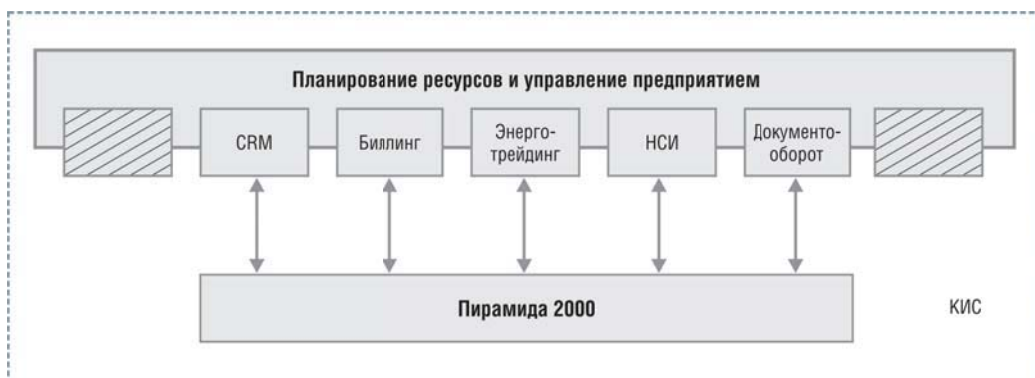 Планирование ресурсов и управление предприятием
CRM
Биллинг
Энерго-
трейдинг
НСИ
Документо-
оборот
Пирамида 2000
КИС